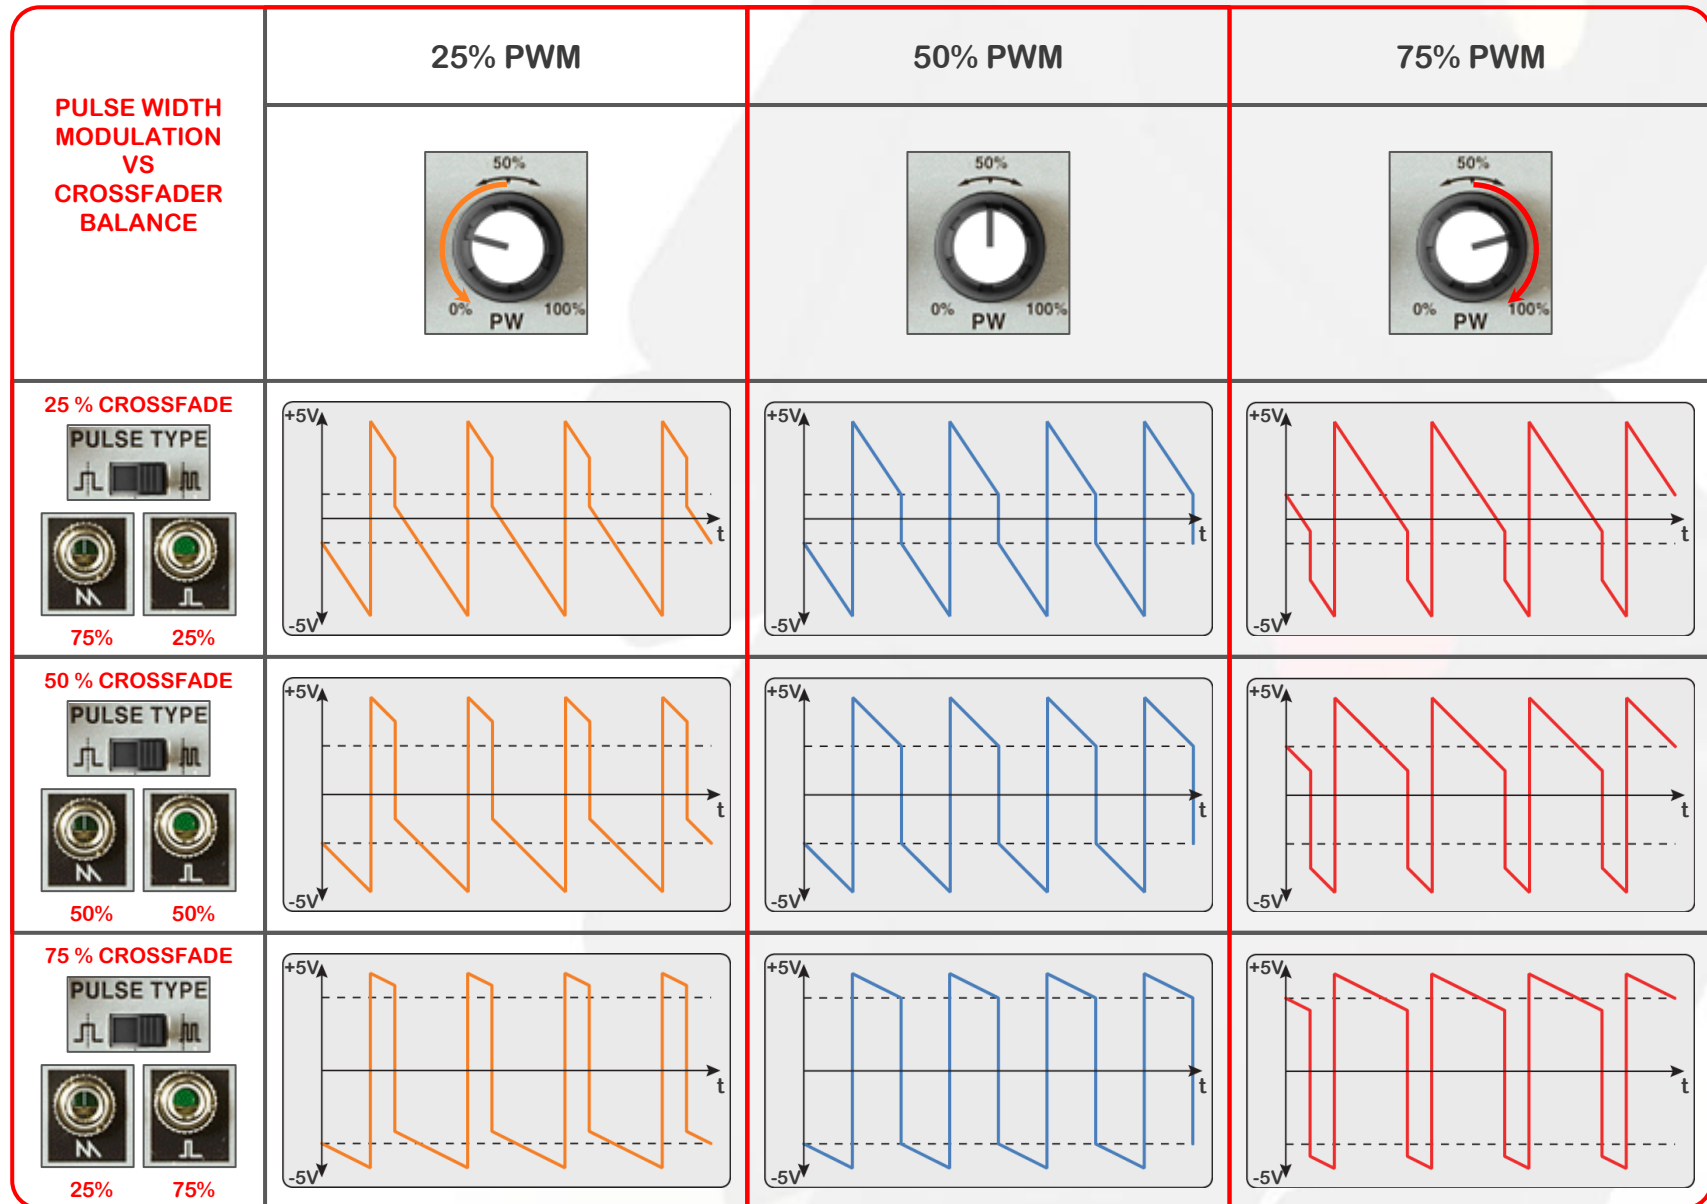 PULSE WIDTH
MODULATION
VS
CROSSFADER
BALANCE
25% PWM
50% PWM
75% PWM
50%
0%
100%
PW
50%
0%
100%
PW
50%
0%
100%
PW
25 % CROSSFADE
PULSE TYPE
75%
25%
+5V
-5V
t
+5V
-5V
t
+5V
-5V
t
50 % CROSSFADE
PULSE TYPE
50%
50%
+5V
-5V
t
+5V
-5V
t
+5V
-5V
t
75 % CROSSFADE
PULSE TYPE
25%
75%
+5V
-5V
t
+5V
-5V
t
+5V
-5V
t